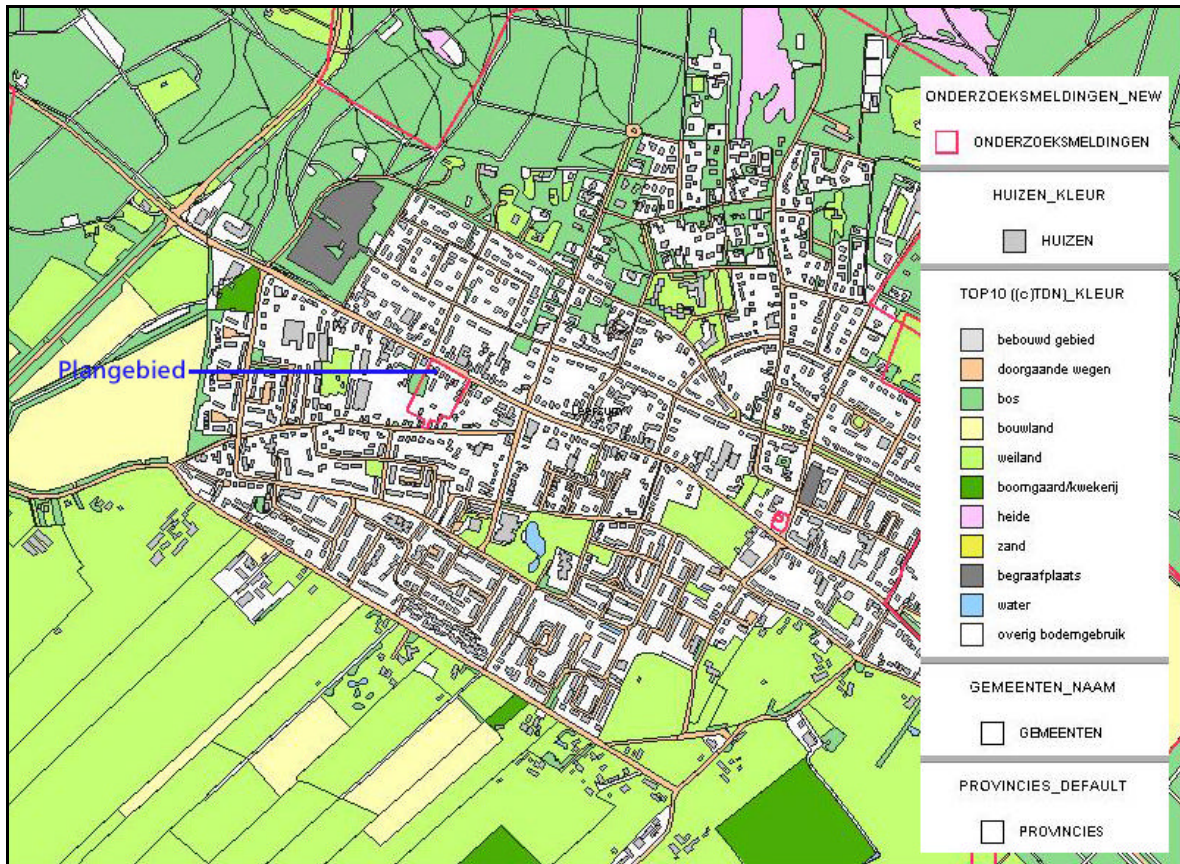 ONDERZOEKSMELDINGEN_NEW
ONDERZOEKSMELDINGEN
HUIZEN_KLEUR
HUIZEN
TOP10 ((c)TDN)_KLEUR
bebouwd gebied
doorgaande wegen
bos
bouwland
weiland
boomgaard/kwekerij
heide
zand
begraafplaats
water
overig bodemgebruik
GEMEENTEN_NAAM
GEMEENTEN
PROVINCIES_DEFAULT
PROVINCIES
Plangebied
Leersum